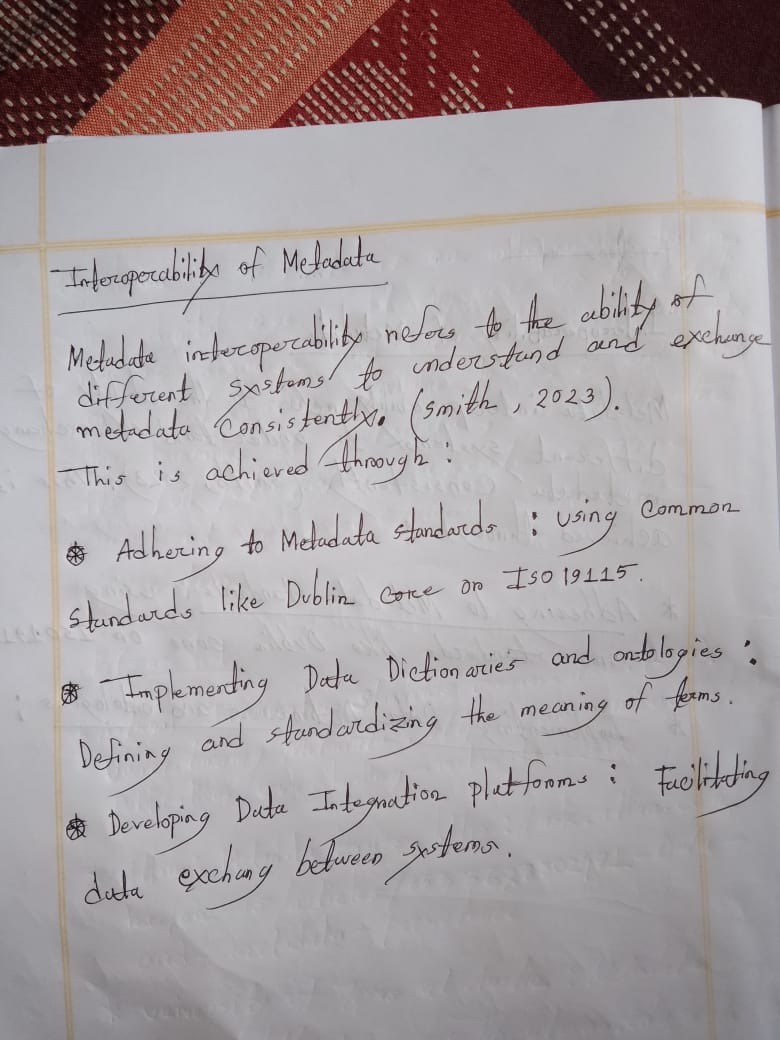 Interoperability of Metadata
Metadata interoperability refers to the ability of
different systems to understand and exchange
metadata Consistently. (Smith, 2023).
This is achieved through :
* Adhering to Metadata standards : using Common
standards like Dublin core or ISO 19115.
* Implementing Data Dictionaries and ontologies :
Defining and standardizing the meaning of terms.
* Developing Data Integration platforms : Facilitating
data exchang between systems.